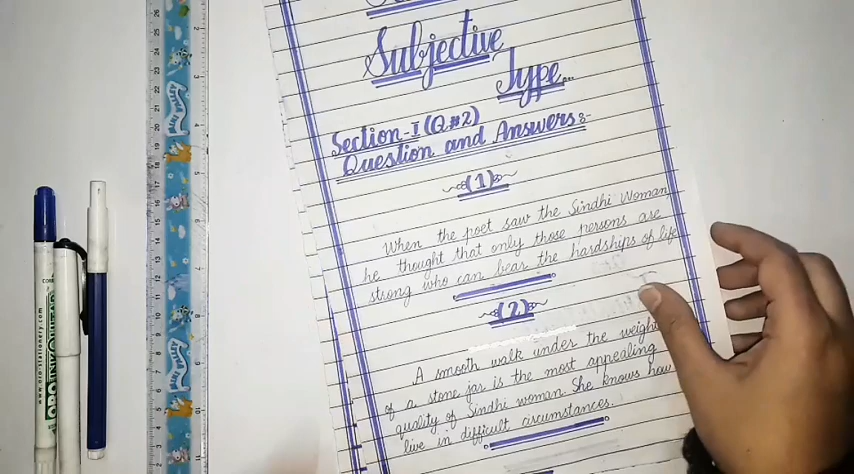 Subjective
Type...
Section-I (Q#2)
Question and Answers:-
(1)
When the poet saw the Sindhi Woman
he thought that only those persons are
strong who can bear the hardships of life
(2)
A smooth walk under the weight
of a stone jar is the most appealing
quality of Sindhi woman. She knows how
live in difficult circumstances.